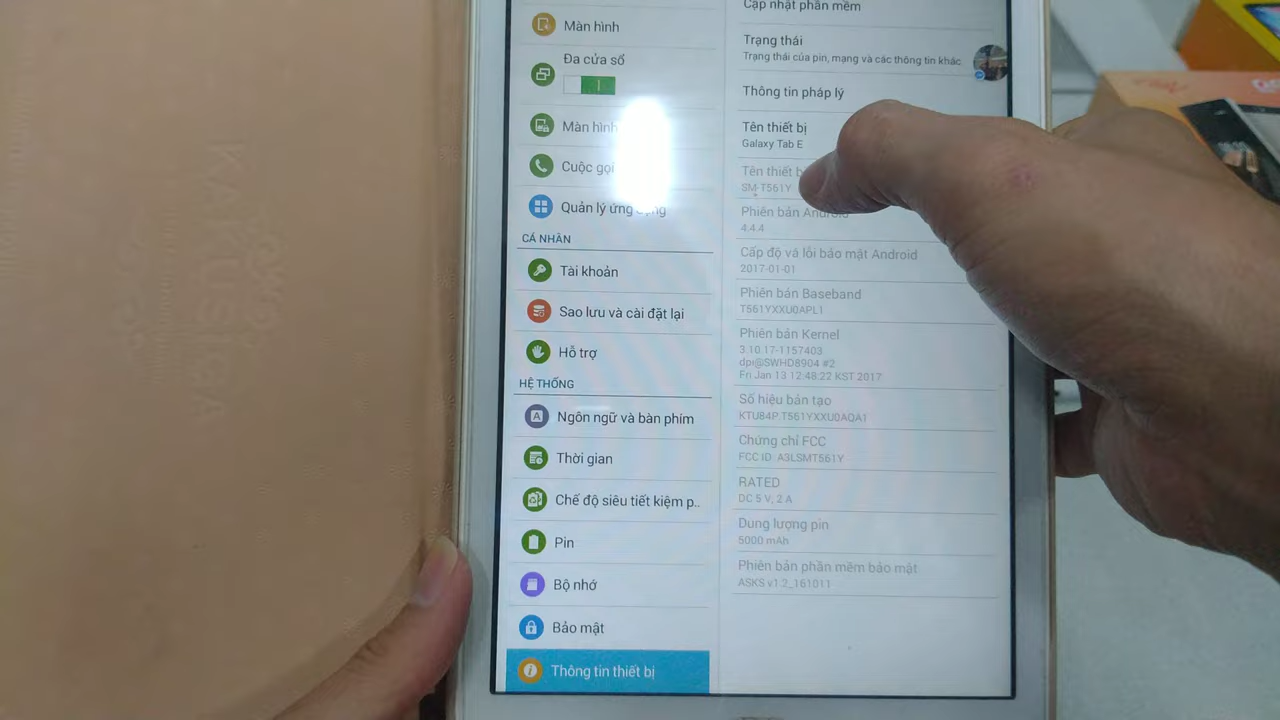 Màn hình
Đa cửa sổ
Màn hình
Cuộc gọi
Quản lý ứng dụng
CÁ NHÂN
Tài khoản
Sao lưu và cài đặt lại
Hỗ trợ
HỆ THỐNG
Ngôn ngữ và bàn phím
Thời gian
Chế độ siêu tiết kiệm p..
Pin
Bộ nhớ
Bảo mật
Thông tin thiết bị
Cập nhật phần mềm
Trạng thái
Trạng thái của pin, mạng và các thông tin khác
Thông tin pháp lý
Tên thiết bị
Galaxy Tab E
Tên thiết b
SM-T561Y
Phiên bản Android
4.4.4
Cấp độ vá lỗi bảo mật Android
2017-01-01
Phiên bản Baseband
T561YXXU0APL1
Phiên bản Kernel
3.10.17-1157403
dpi@SWHD8904 #2
Fri Jan 13 12:48:22 KST 2017
Số hiệu bản tạo
KTU84P.T561YXXU0AQA1
Chứng chỉ FCC
FCC ID A3LSMT561Y
RATED
DC 5 V, 2 A
Dung lượng pin
5000 mAh
Phiên bản phần mềm bảo mật
ASKS v1.2_161011